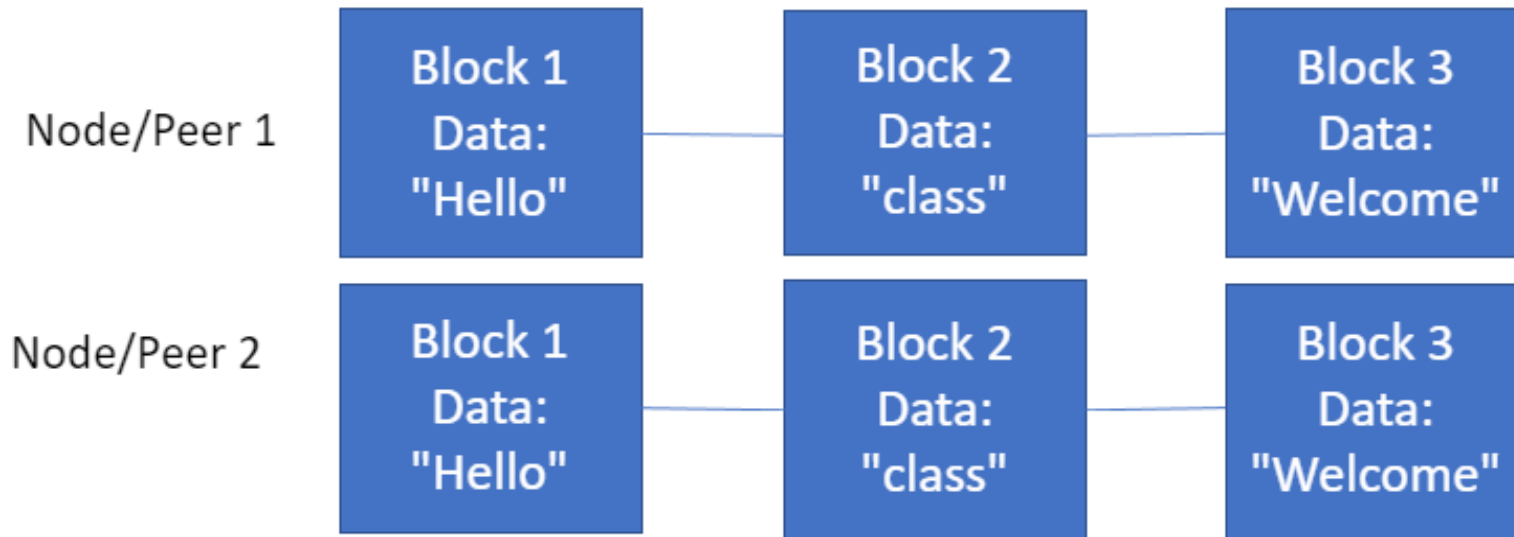 Node/Peer 1
Block 1
Data:
"Hello"
Block 2
Data:
"class"
Block 3
Data:
"Welcome"
Node/Peer 2
Block 1
Data:
"Hello"
Block 2
Data:
"class"
Block 3
Data:
"Welcome"